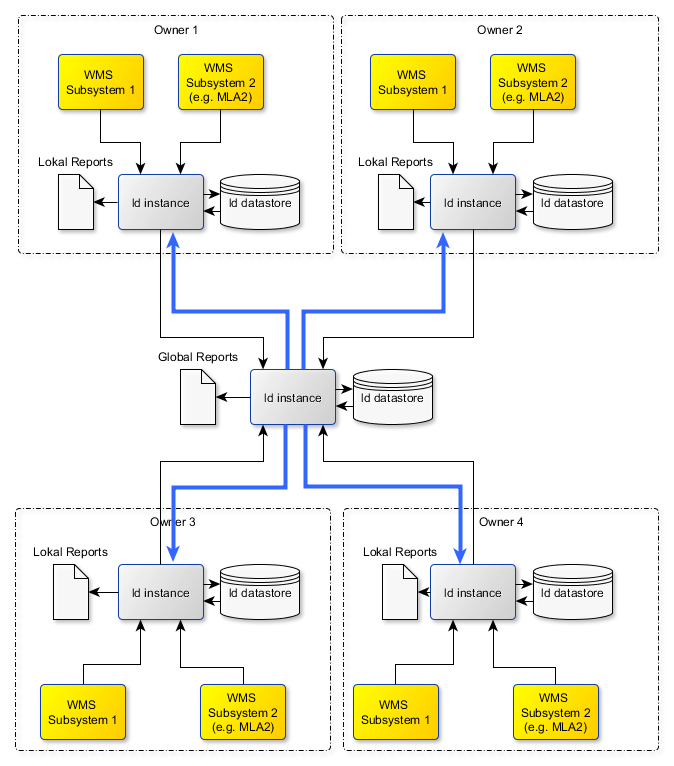 Owner 1
WMS
Subsystem 1
WMS
Subsystem 2
(e.g. MLA2)
Lokal Reports
Id instance
Id datastore
Owner 2
WMS
Subsystem 1
WMS
Subsystem 2
(e.g. MLA2)
Lokal Reports
Id instance
Id datastore
Global Reports
Id instance
Id datastore
Owner 3
Lokal Reports
Id instance
Id datastore
WMS
Subsystem 1
WMS
Subsystem 2
(e.g. MLA2)
Owner 4
Lokal Reports
Id instance
Id datastore
WMS
Subsystem 1
WMS
Subsystem 2
(e.g. MLA2)